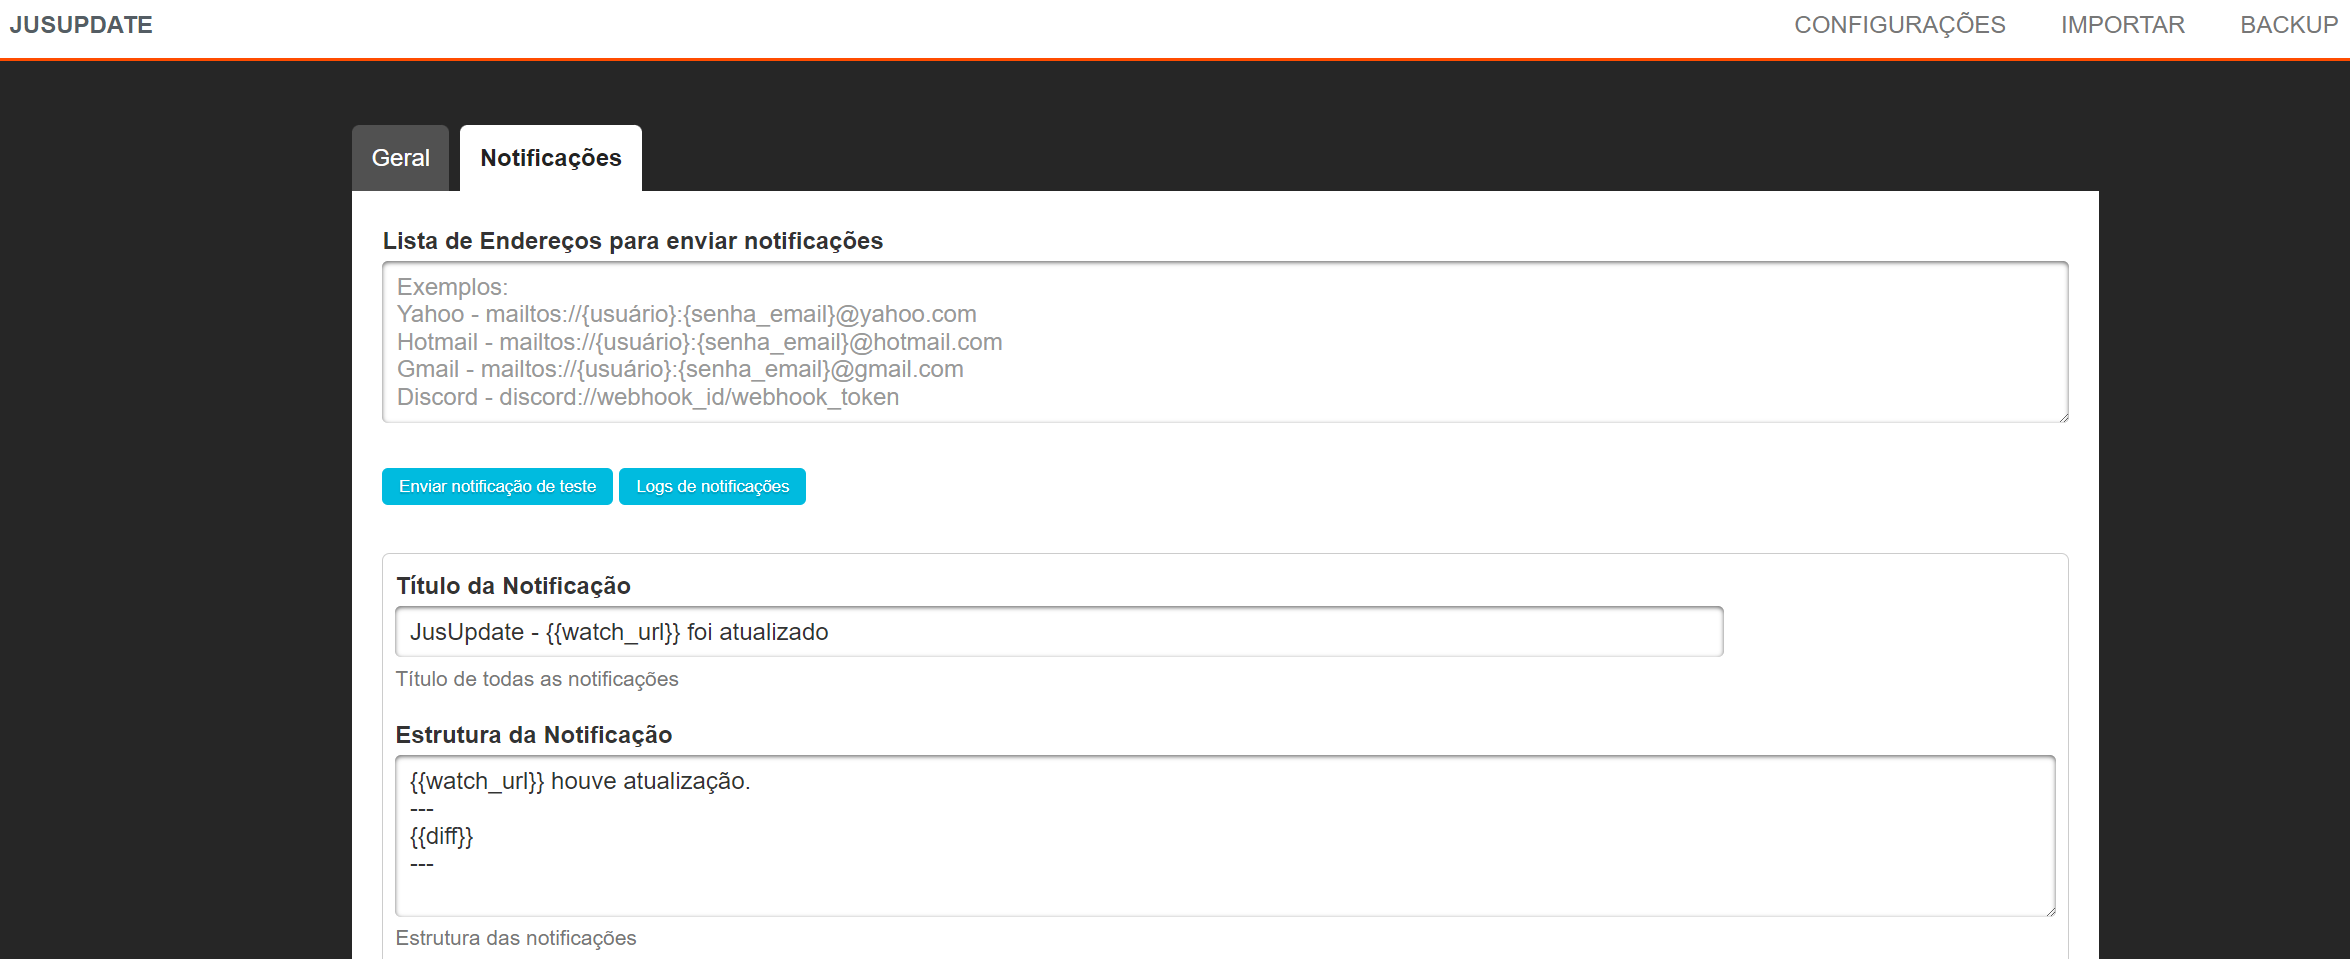 JUSUPDATE
CONFIGURAÇÕES IMPORTAR BACKUP
Geral Notificações
Lista de Endereços para enviar notificações
Exemplos:
Yahoo - mailtos://{usuário}:{senha_email}@yahoo.com
Hotmail - mailtos://{usuário}:{senha_email}@hotmail.com
Gmail - mailtos://{usuário}:{senha_email}@gmail.com
Discord - discord://webhook_id/webhook_token
Enviar notificação de teste Logs de notificações
Título da Notificação
JusUpdate - {{watch_url}} foi atualizado
Título de todas as notificações
Estrutura da Notificação
{{watch_url}} houve atualização.
---
{{diff}}
---
Estrutura das notificações